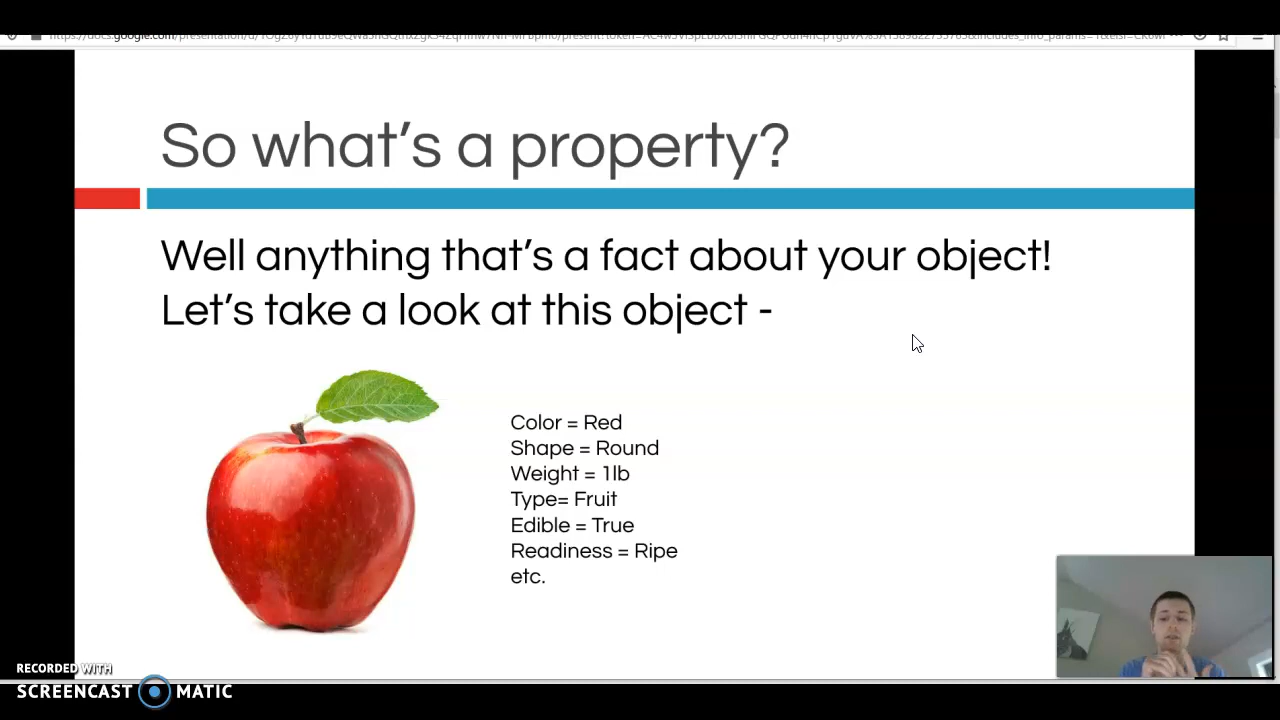 So what's a property?
Well anything that's a fact about your object!
Let's take a look at this object -
Color = Red
Shape = Round
Weight = 1lb
Type= Fruit
Edible = True
Readiness = Ripe
etc.
RECORDED WITH
SCREENCAST MATIC